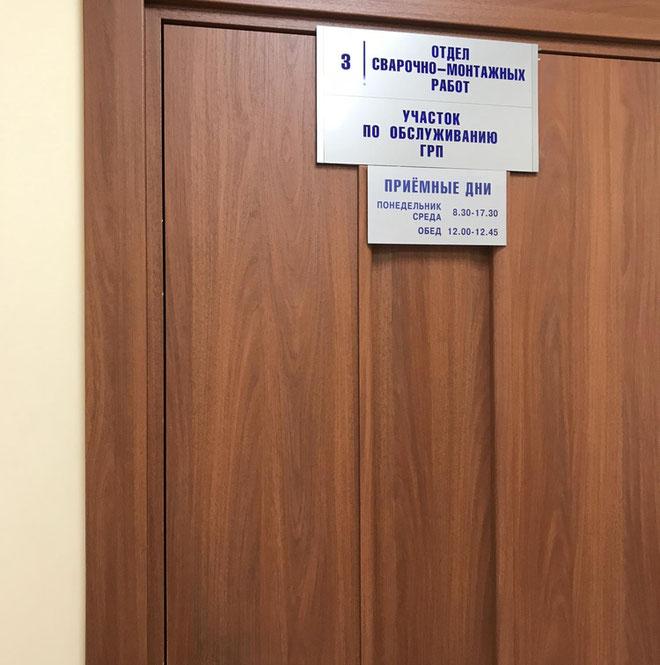 3
ОТДЕЛ
СВАРОЧНО–МОНТАЖНЫХ
РАБОТ
УЧАСТОК
ПО ОБСЛУЖИВАНИЮ
ГРП
ПРИЁМНЫЕ ДНИ
ПОНЕДЕЛЬНИК
СРЕДА 8.30-17.30
ОБЕД 12.00-12.45